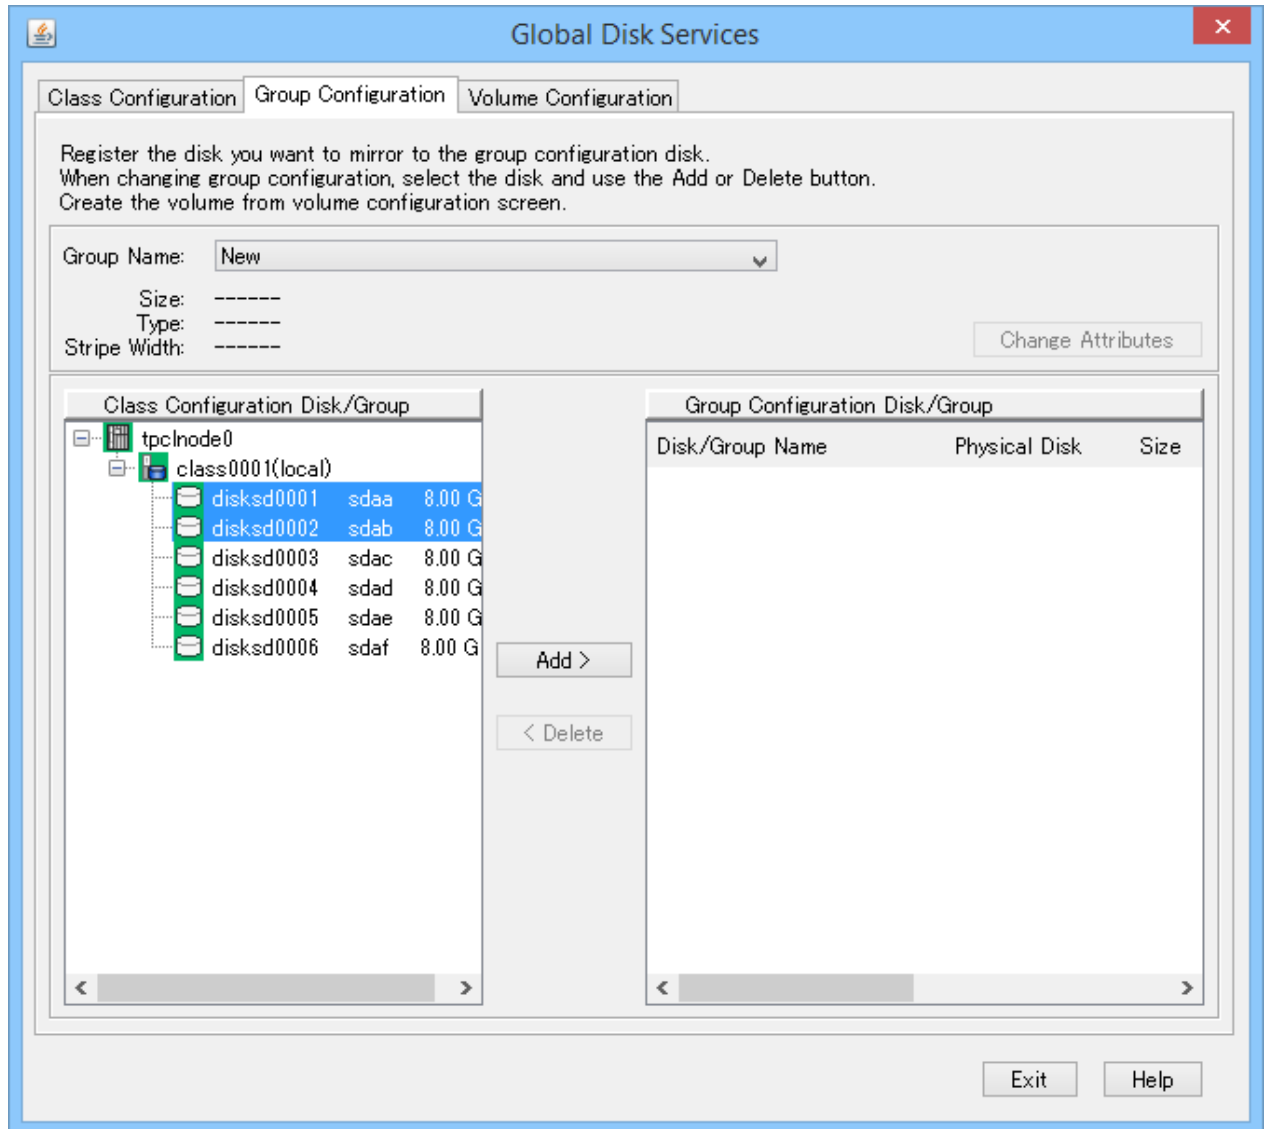 Global Disk Services
Class Configuration Group Configuration Volume Configuration
Register the disk you want to mirror to the group configuration disk.
When changing group configuration, select the disk and use the Add or Delete button.
Create the volume from volume configuration screen.
Group Name: New
Size: ------
Type: ------
Stripe Width: ------
Change Attributes
Class Configuration Disk/Group
tpclnode0
class0001(local)
disksd0001 sdaa 8.00 G
disksd0002 sdab 8.00 G
disksd0003 sdac 8.00 G
disksd0004 sdad 8.00 G
disksd0005 sdae 8.00 G
disksd0006 sdaf 8.00 G
Add >
< Delete
Group Configuration Disk/Group
Disk/Group Name Physical Disk Size
Exit Help